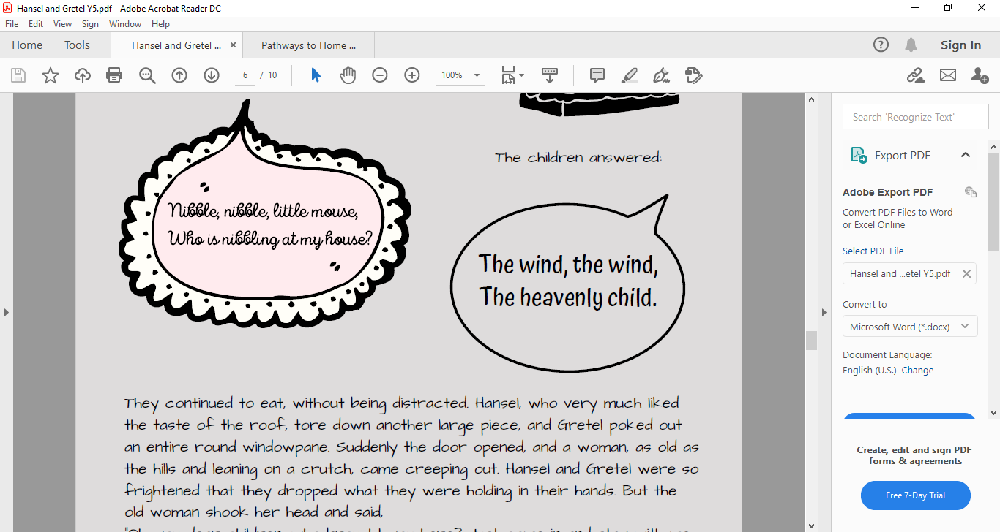 Hansel and Gretel Y5.pdf - Adobe Acrobat Reader DC
File Edit View Sign Window Help
Home Tools Hansel and Gretel ... × Pathways to Home ... Sign In
6 / 10 100%
Nibble, nibble, little mouse,
Who is nibbling at my house?
The children answered:
The wind, the wind,
The heavenly child.
They continued to eat, without being distracted. Hansel, who very much liked
the taste of the roof, tore down another large piece, and Gretel poked out
an entire round windowpane. Suddenly the door opened, and a woman, as old as
the hills and leaning on a crutch, came creeping out. Hansel and Gretel were so
frightened that they dropped what they were holding in their hands. But the
old woman shook her head and said,
Search 'Recognize Text'
Export PDF
Adobe Export PDF
Convert PDF Files to Word
or Excel Online
Select PDF File
Hansel and ...etel Y5.pdf
Convert to
Microsoft Word (*.docx)
Document Language:
English (U.S.) Change
Create, edit and sign PDF
forms & agreements
Free 7-Day Trial